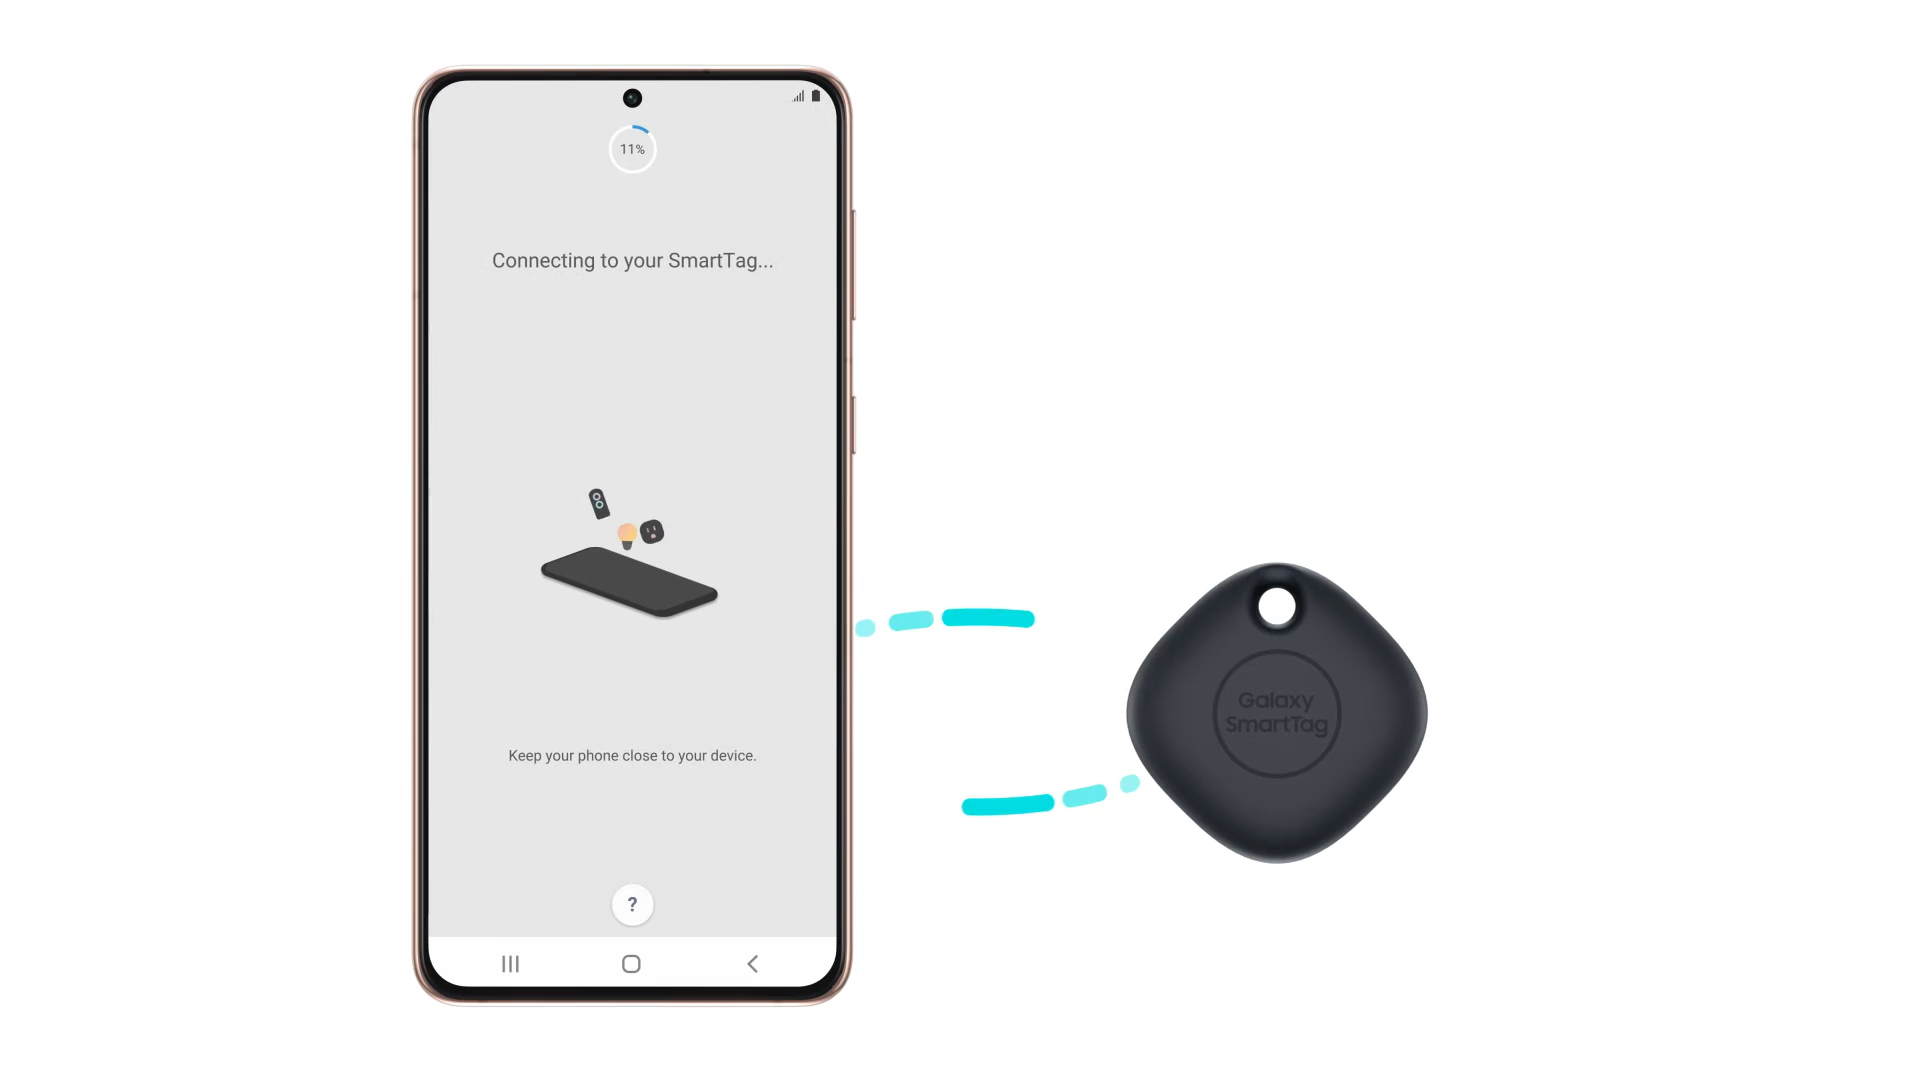 11%
Connecting to your SmartTag...
Galaxy
SmartTag
Keep your phone close to your device.
?